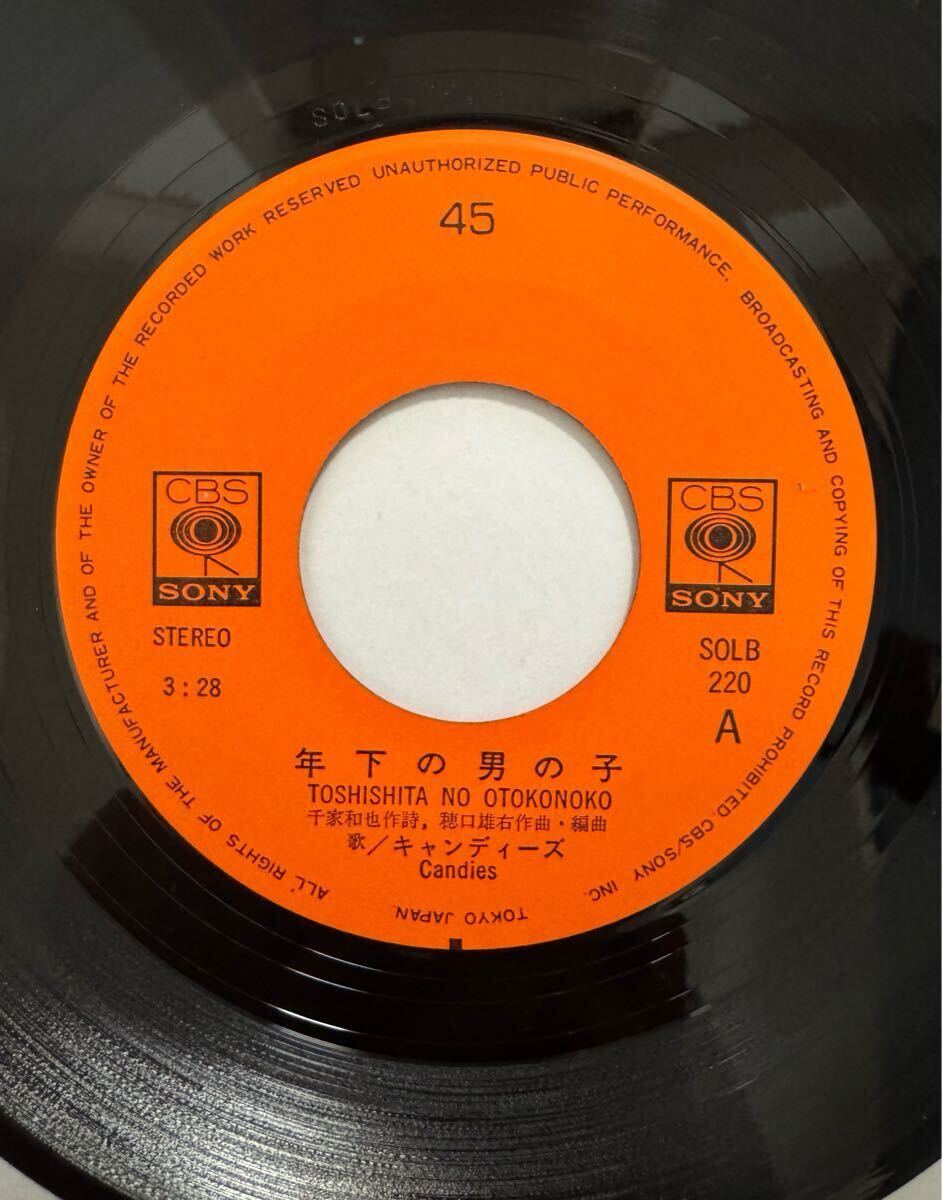 SOLB
ALL RIGHTS OF THE MANUFACTURER AND OF THE OWNER OF THE RECORDED WORK RESERVED UNAUTHORIZED PUBLIC PERFORMANCE. BROADCASTING AND COPYING OF THIS RECORD PROHIBITED. CBS/SONY INC. TOKYO JAPAN.
45
CBS
SONY
STEREO
3:28
CBS
SONY
SOLB
220
A
年下の男の子
TOSHISHITA NO OTOKONOKO
千家和也作詩,穂口雄右作曲・編曲
歌/キャンディーズ
Candies